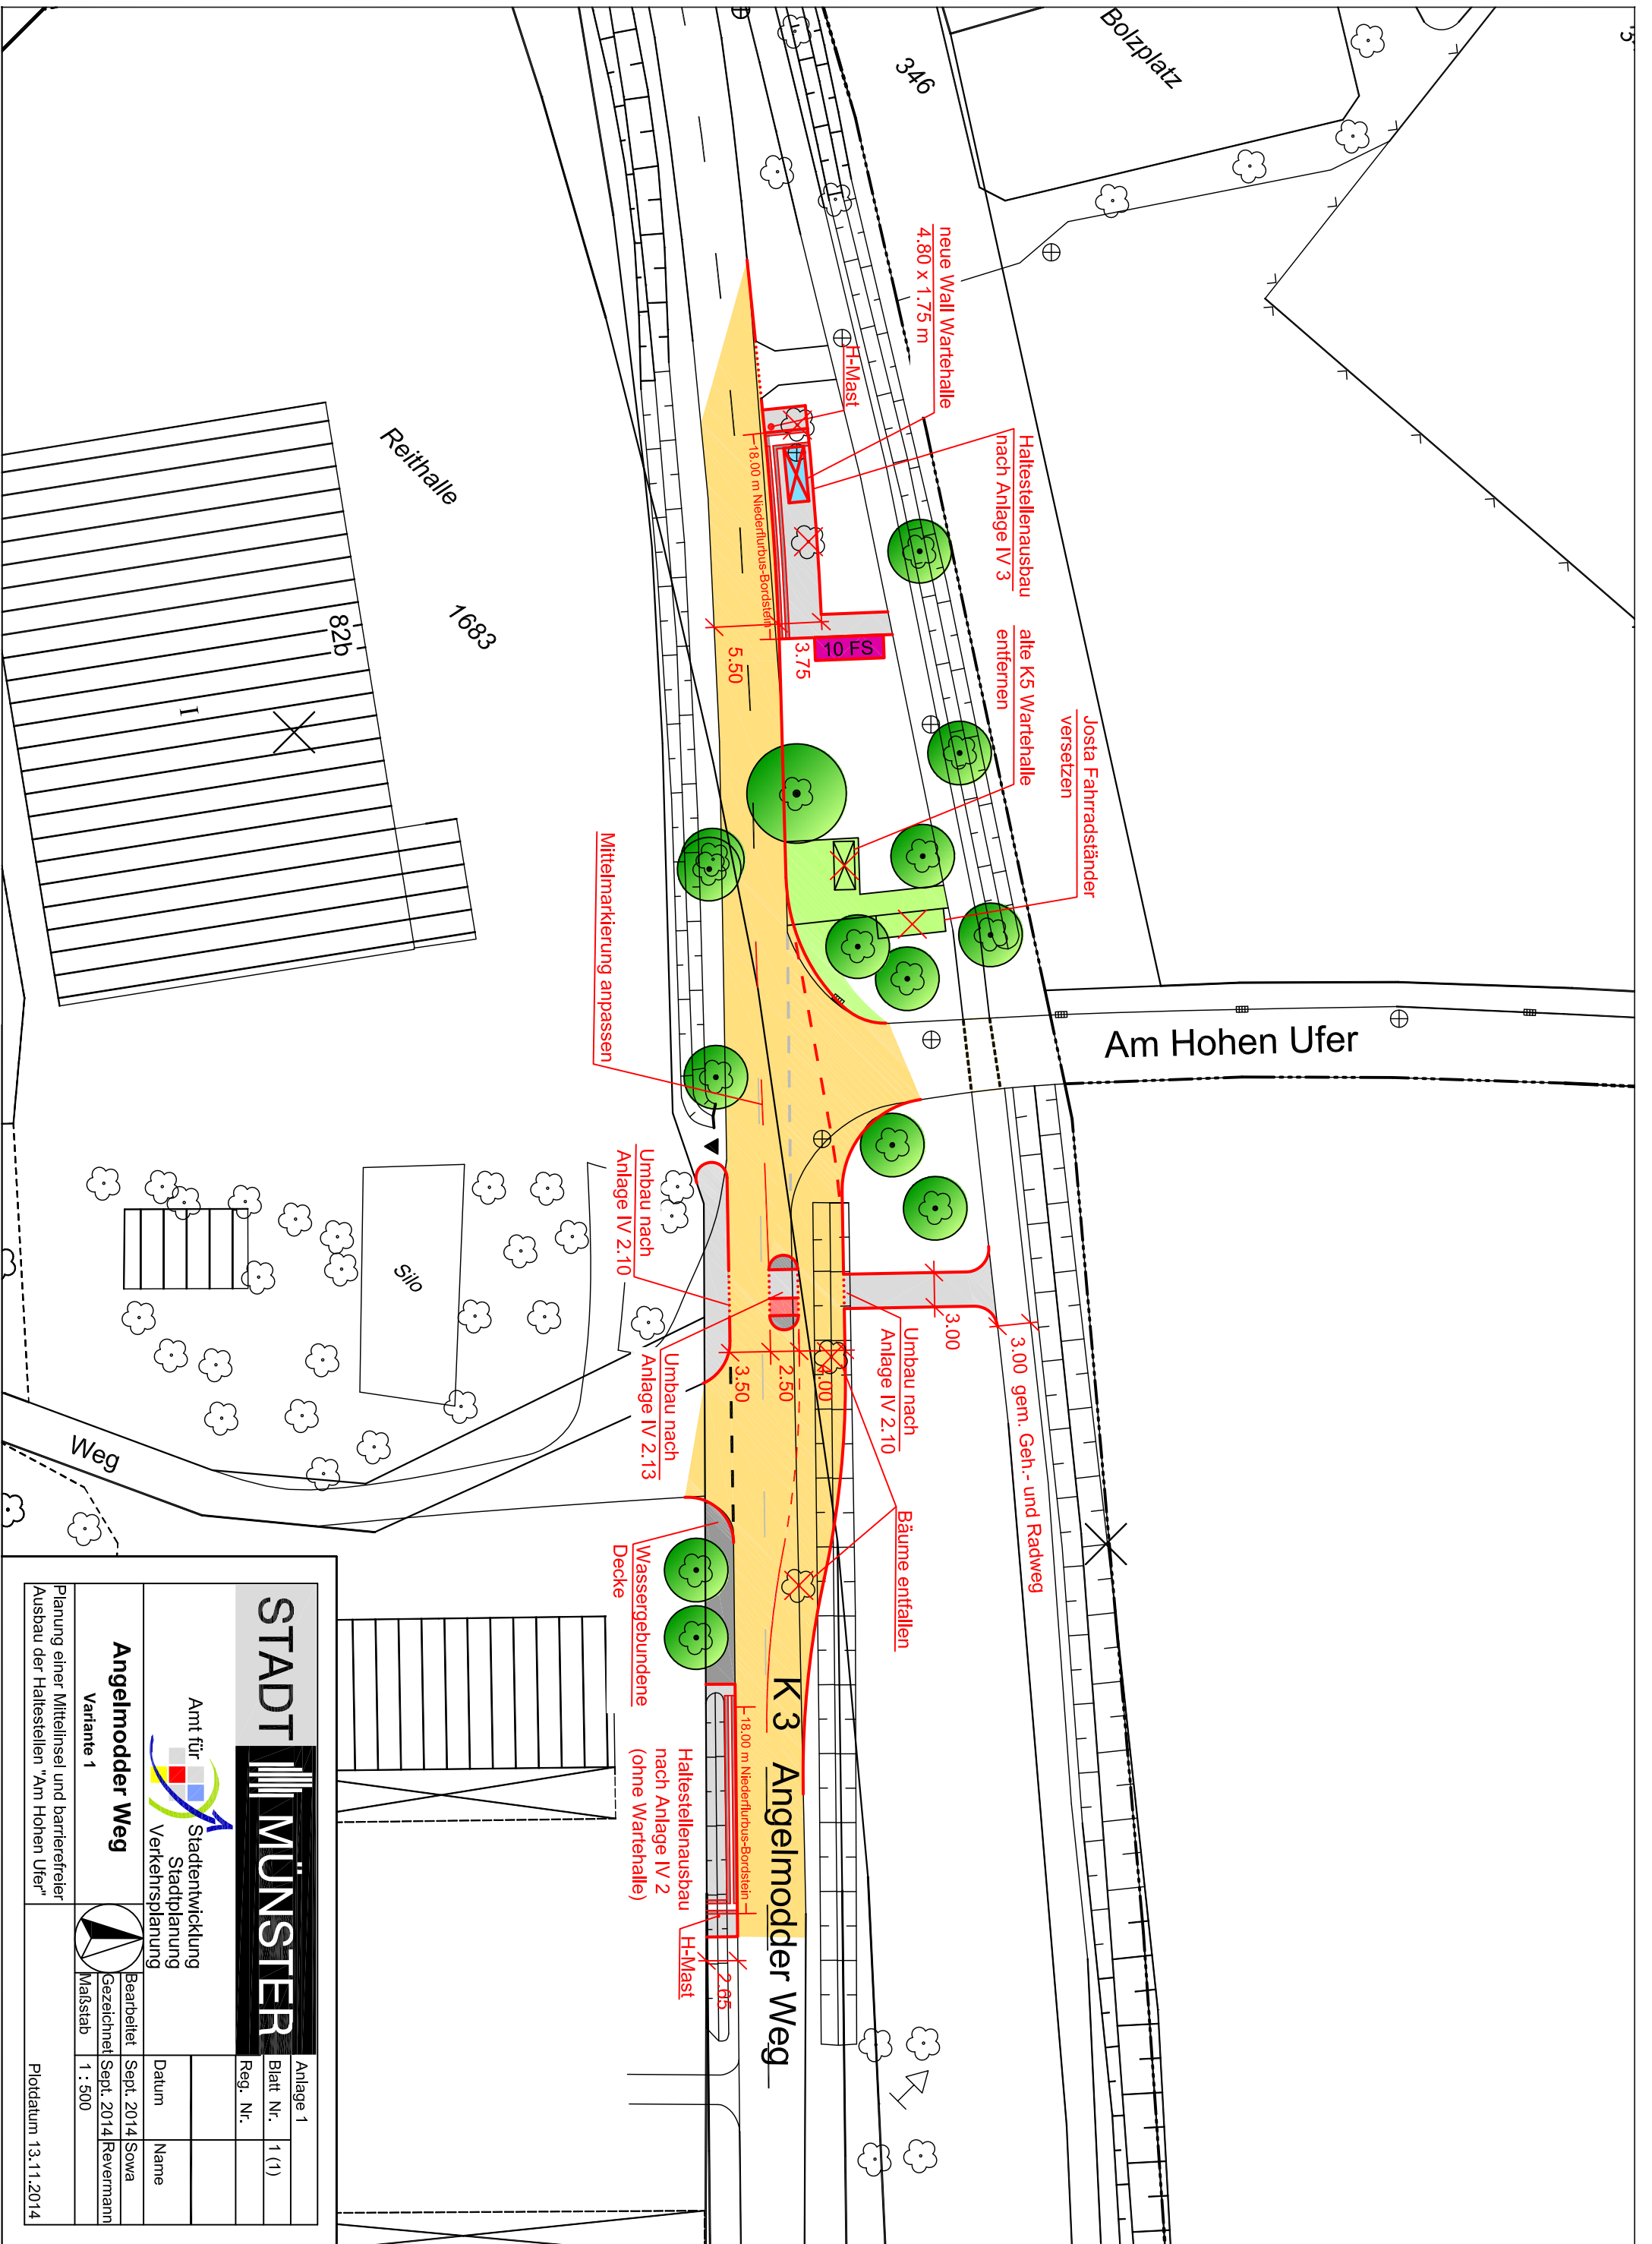 Bolzplatz
346
neue Wall Wartehalle
4.80 x 1.75 m
H-Mast
Haltestellenausbau
nach Anlage IV 3
18.00 m Niederflurbus-Bordstein
alte K5 Wartehalle
entfernen
Josta Fahrradständer
versetzen
10 FS
3.75
5.50
Reithalle
1683
82b
I
Mittelmarkierung anpassen
Am Hohen Ufer
Umbau nach
Anlage IV 2.10
Umbau nach
Anlage IV 2.13
Umbau nach
Anlage IV 2.10
3.00
3.00 gem. Geh.- und Radweg
3.50
2.50
4.00
Silo
Weg
Bäume entfallen
Wassergebundene
Decke
K 3 Angelmodder Weg
18.00 m Niederflurbus-Bordstein
Haltestellenausbau
nach Anlage IV 2
(ohne Wartehalle)
H-Mast
2.65
STADT MÜNSTER
Amt für Stadtentwicklung
Stadtplanung
Verkehrsplanung
Angelmodder Weg
Variante 1
Planung einer Mittelinsel und barrierefreier
Ausbau der Haltestellen "Am Hohen Ufer"
Anlage 1
Blatt Nr. 1 (1)
Reg. Nr.
Datum Name
Bearbeitet Sept. 2014 Sowa
Gezeichnet Sept. 2014 Revermann
Maßstab 1 : 500
Plotdatum 13.11.2014